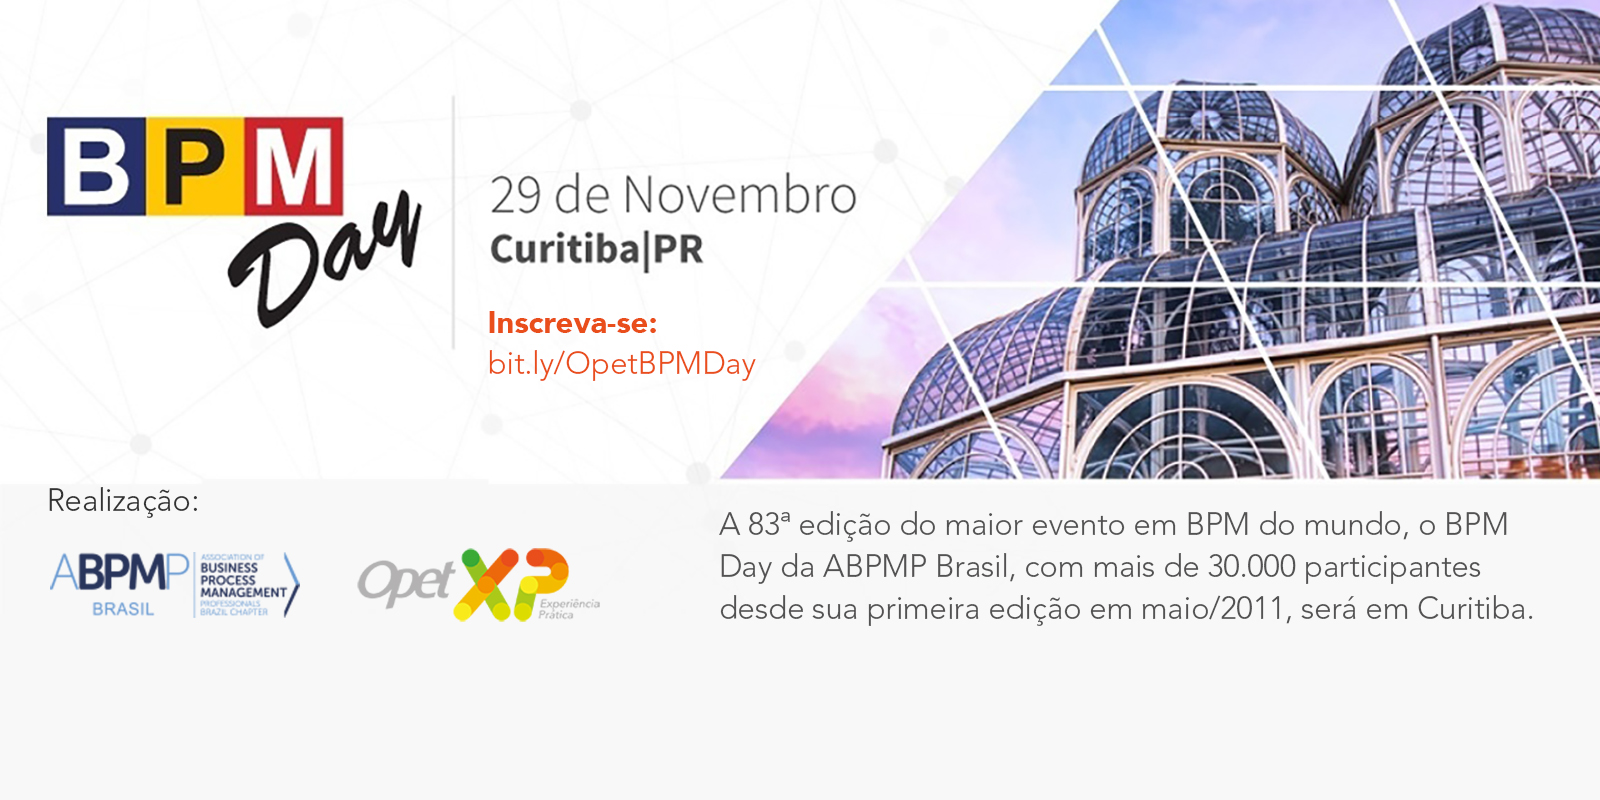 BPM
Day
29 de Novembro
Curitiba|PR
Inscreva-se:
bit.ly/OpetBPMDay
Realização:
ABPMP
BRASIL
ASSOCIATION OF
BUSINESS
PROCESS
MANAGEMENT
PROFESSIONALS
BRAZIL CHAPTER
Opet XP
Experiência
Prática
A 83ª edição do maior evento em BPM do mundo, o BPM
Day da ABPMP Brasil, com mais de 30.000 participantes
desde sua primeira edição em maio/2011, será em Curitiba.